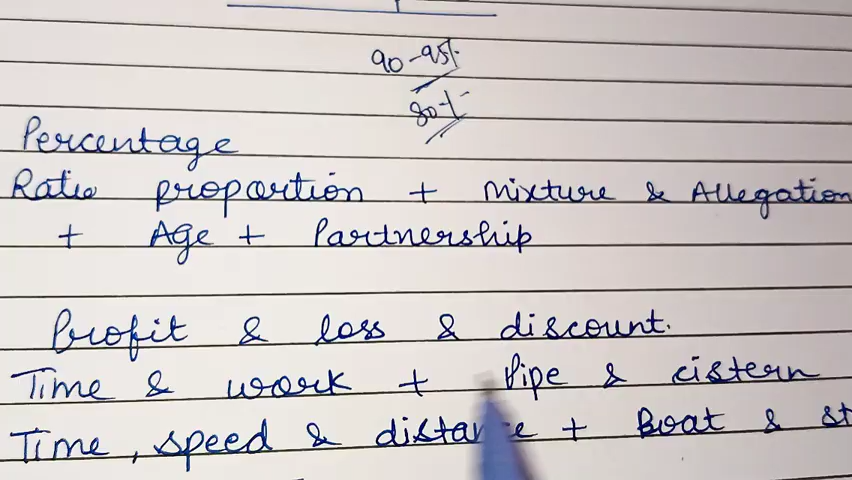 90-95%
80%
Percentage
Ratio proportion + Mixture & Allegation
+ Age + Partnership
Profit & loss & discount.
Time & work + Pipe & cistern
Time, speed & distance + Boat & st